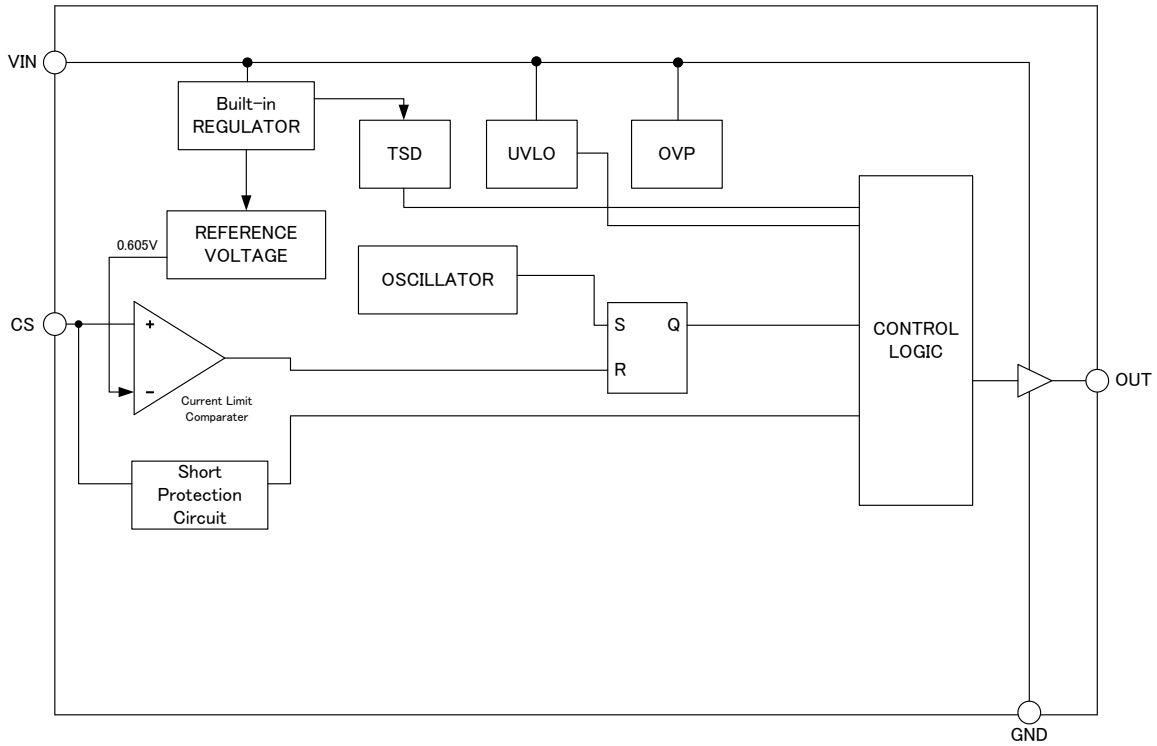 VIN
Built-in
REGULATOR
TSD
UVLO
OVP
REFERENCE
VOLTAGE
0.605V
OSCILLATOR
CS
+
-
Current Limit
Comparater
S Q
R
CONTROL
LOGIC
OUT
Short
Protection
Circuit
GND